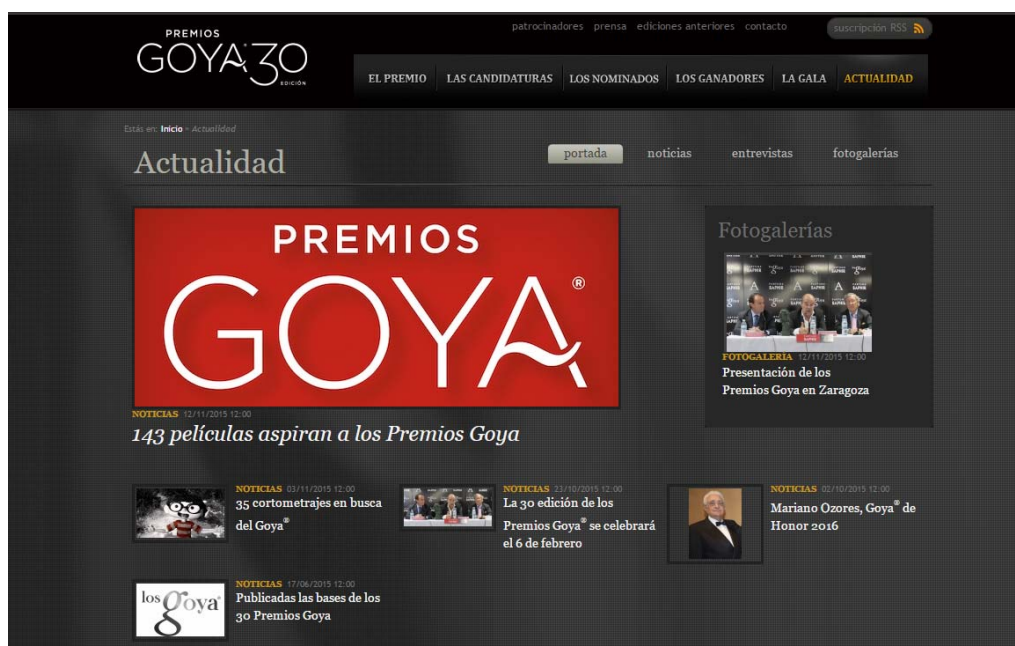 patrocinadores prensa ediciones anteriores contacto
suscripción RSS
PREMIOS
GOYA 30
EDICIÓN
EL PREMIO LAS CANDIDATURAS LOS NOMINADOS LOS GANADORES LA GALA ACTUALIDAD
Estás en: Inicio - Actualidad
Actualidad
portada noticias entrevistas fotogalerías
PREMIOS
GOYA®
NOTICIAS 12/11/2015 12:00
143 películas aspiran a los Premios Goya
Fotogalerías
FOTOGALERÍA 12/11/2015 12:00
Presentación de los
Premios Goya en Zaragoza
NOTICIAS 03/11/2015 12:00
35 cortometrajes en busca
del Goya®
NOTICIAS 23/10/2015 12:00
La 30 edición de los
Premios Goya® se celebrará
el 6 de febrero
NOTICIAS 02/10/2015 12:00
Mariano Ozores, Goya® de
Honor 2016
los goya®
NOTICIAS 17/06/2015 12:00
Publicadas las bases de los
30 Premios Goya